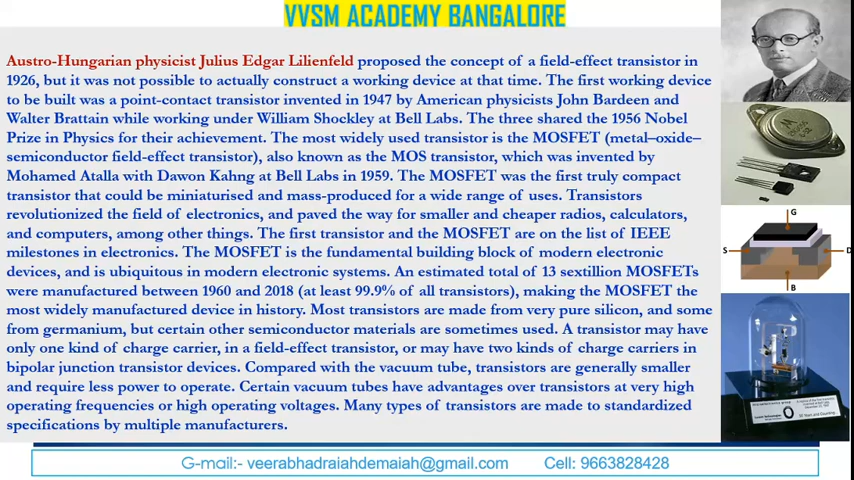 VVSM ACADEMY BANGALORE
Austro-Hungarian physicist Julius Edgar Lilienfeld proposed the concept of a field-effect transistor in
1926, but it was not possible to actually construct a working device at that time. The first working device
to be built was a point-contact transistor invented in 1947 by American physicists John Bardeen and
Walter Brattain while working under William Shockley at Bell Labs. The three shared the 1956 Nobel
Prize in Physics for their achievement. The most widely used transistor is the MOSFET (metal–oxide–
semiconductor field-effect transistor), also known as the MOS transistor, which was invented by
Mohamed Atalla with Dawon Kahng at Bell Labs in 1959. The MOSFET was the first truly compact
transistor that could be miniaturised and mass-produced for a wide range of uses. Transistors
revolutionized the field of electronics, and paved the way for smaller and cheaper radios, calculators,
and computers, among other things. The first transistor and the MOSFET are on the list of IEEE
milestones in electronics. The MOSFET is the fundamental building block of modern electronic
devices, and is ubiquitous in modern electronic systems. An estimated total of 13 sextillion MOSFETs
were manufactured between 1960 and 2018 (at least 99.9% of all transistors), making the MOSFET the
most widely manufactured device in history. Most transistors are made from very pure silicon, and some
from germanium, but certain other semiconductor materials are sometimes used. A transistor may have
only one kind of charge carrier, in a field-effect transistor, or may have two kinds of charge carriers in
bipolar junction transistor devices. Compared with the vacuum tube, transistors are generally smaller
and require less power to operate. Certain vacuum tubes have advantages over transistors at very high
operating frequencies or high operating voltages. Many types of transistors are made to standardized
specifications by multiple manufacturers.
G
S
D
B
G-mail:- veerabhadraiahdemaiah@gmail.com Cell: 9663828428